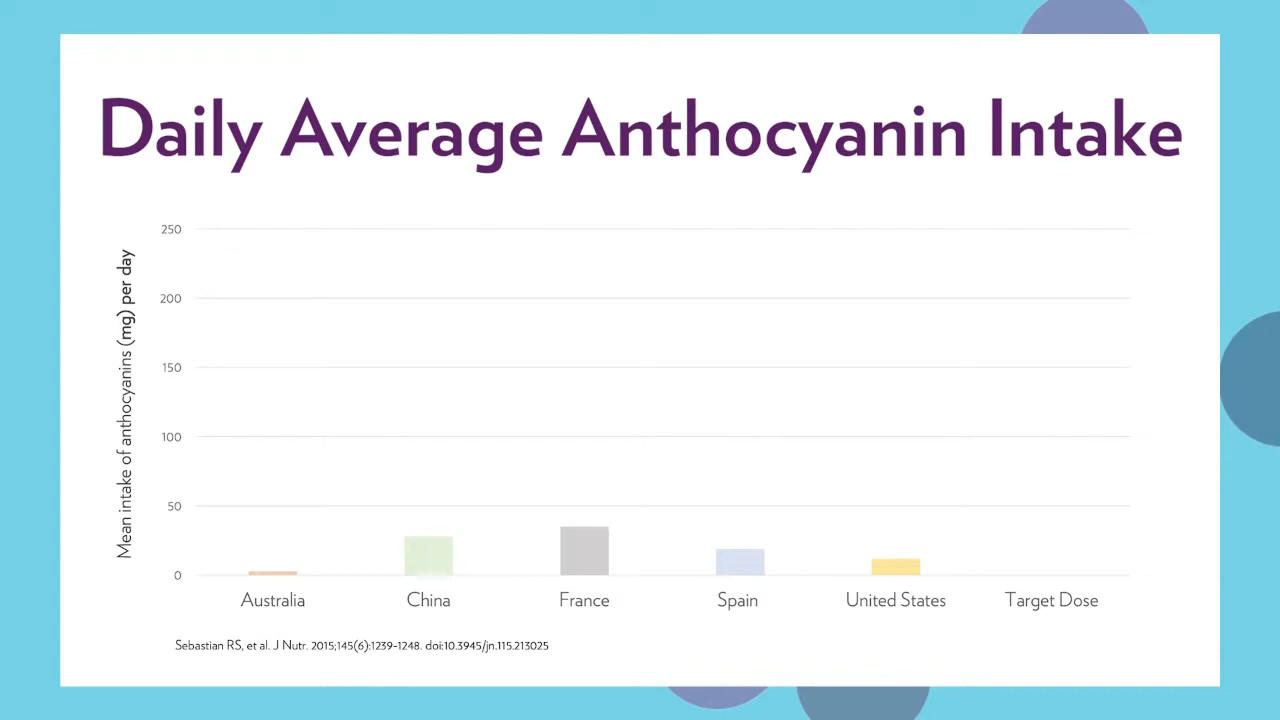 Daily Average Anthocyanin Intake
Mean intake of anthocyanins (mg) per day
250
200
150
100
50
0
Australia
China
France
Spain
United States
Target Dose
Sebastian RS, et al. J Nutr. 2015;145(6):1239-1248. doi:10.3945/jn.115.213025